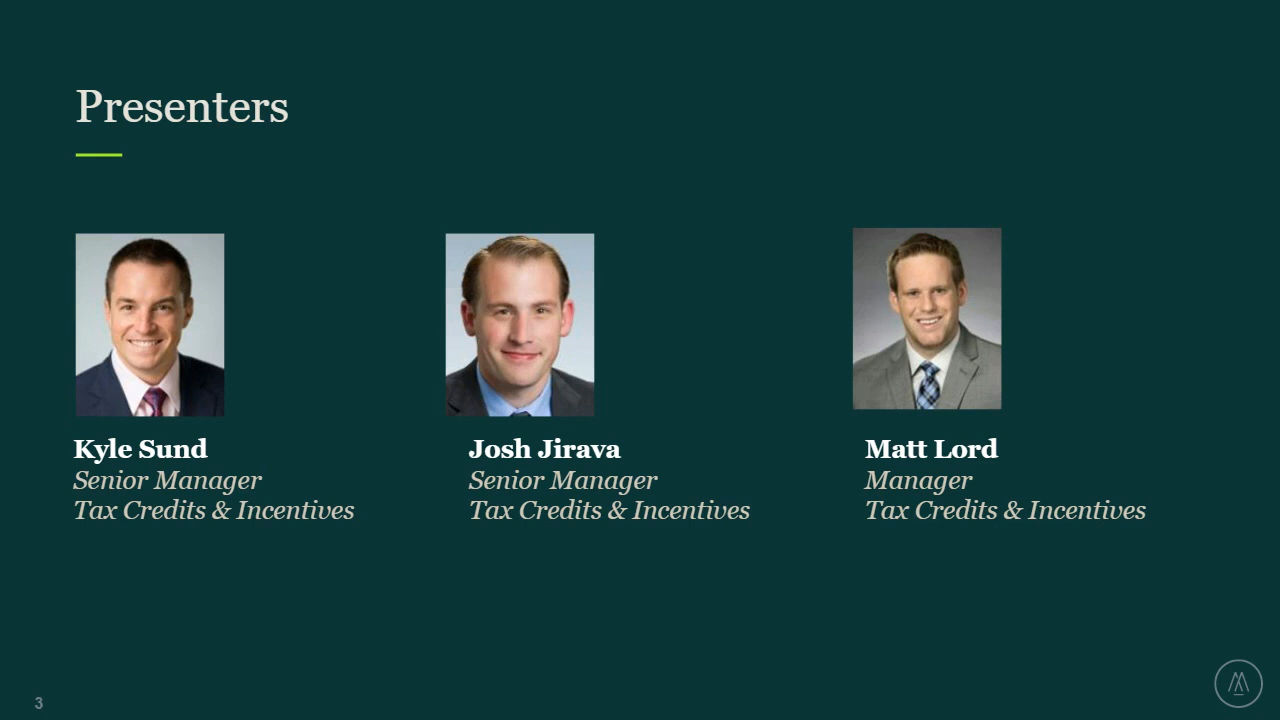 Presenters
Kyle Sund
Senior Manager
Tax Credits & Incentives
Josh Jirava
Senior Manager
Tax Credits & Incentives
Matt Lord
Manager
Tax Credits & Incentives
3